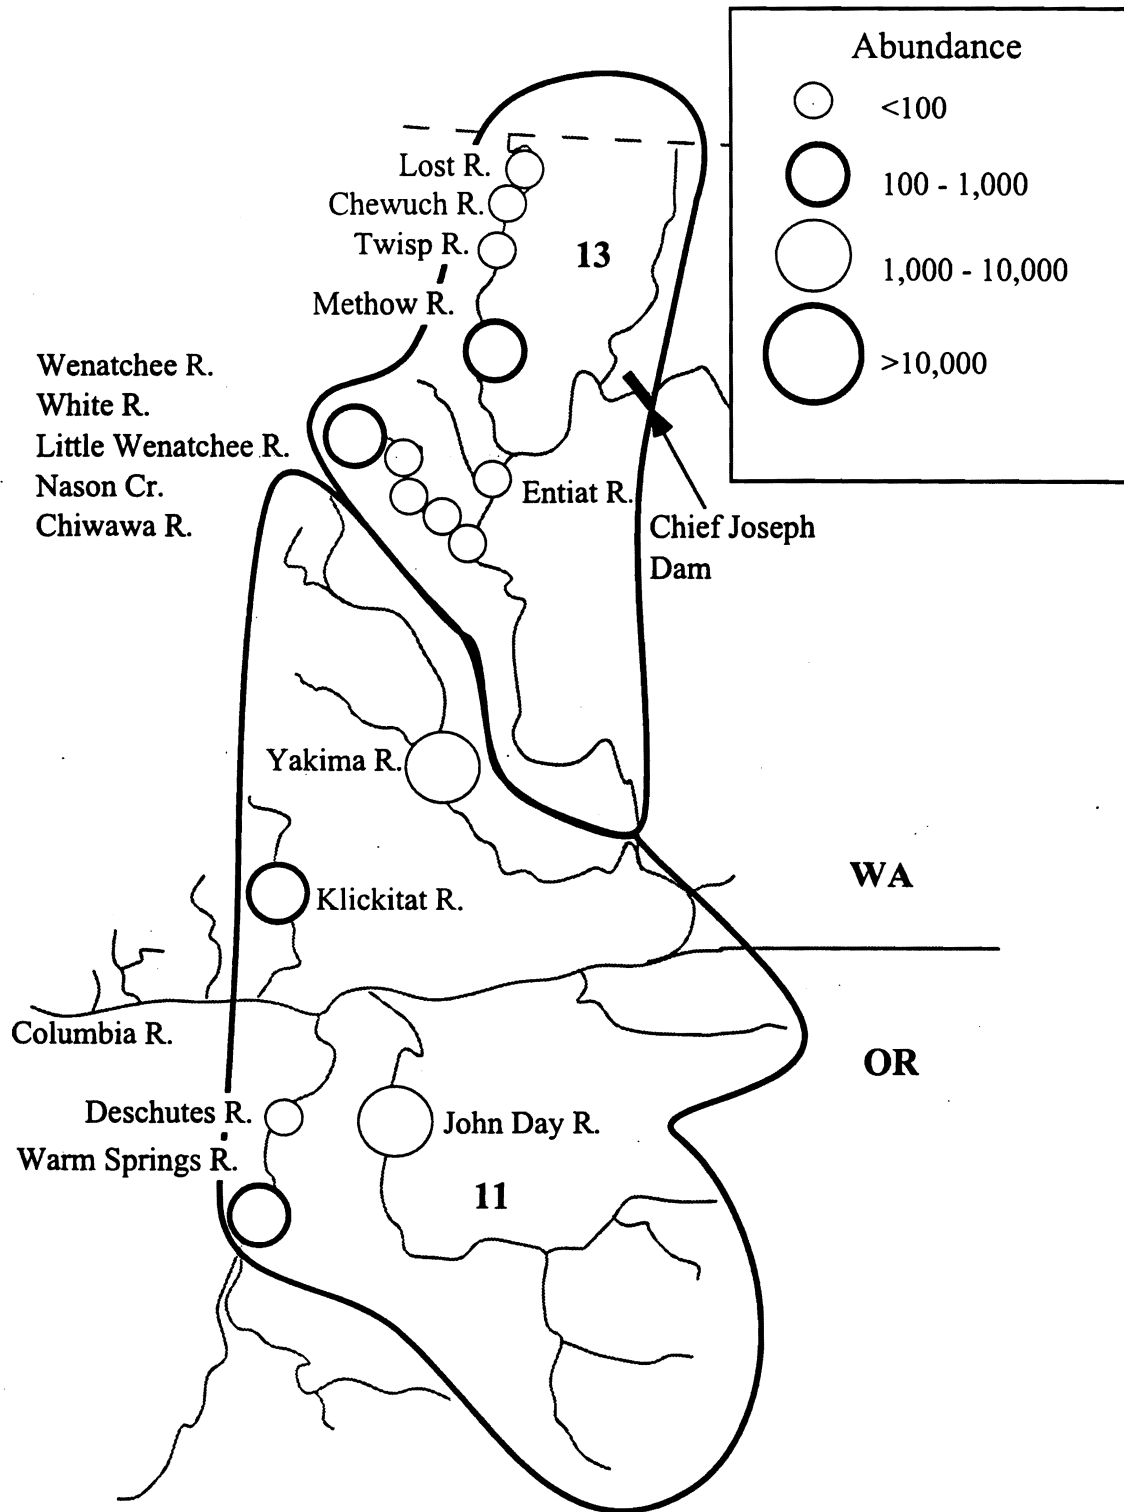 Abundance
<100
100 - 1,000
1,000 - 10,000
>10,000
Lost R.
Chewuch R.
Twisp R.
13
Methow R.
Wenatchee R.
White R.
Little Wenatchee R.
Nason Cr.
Chiwawa R.
Entiat R.
Chief Joseph
Dam
Yakima R.
WA
Klickitat R.
Columbia R.
OR
Deschutes R.
John Day R.
Warm Springs R.
11